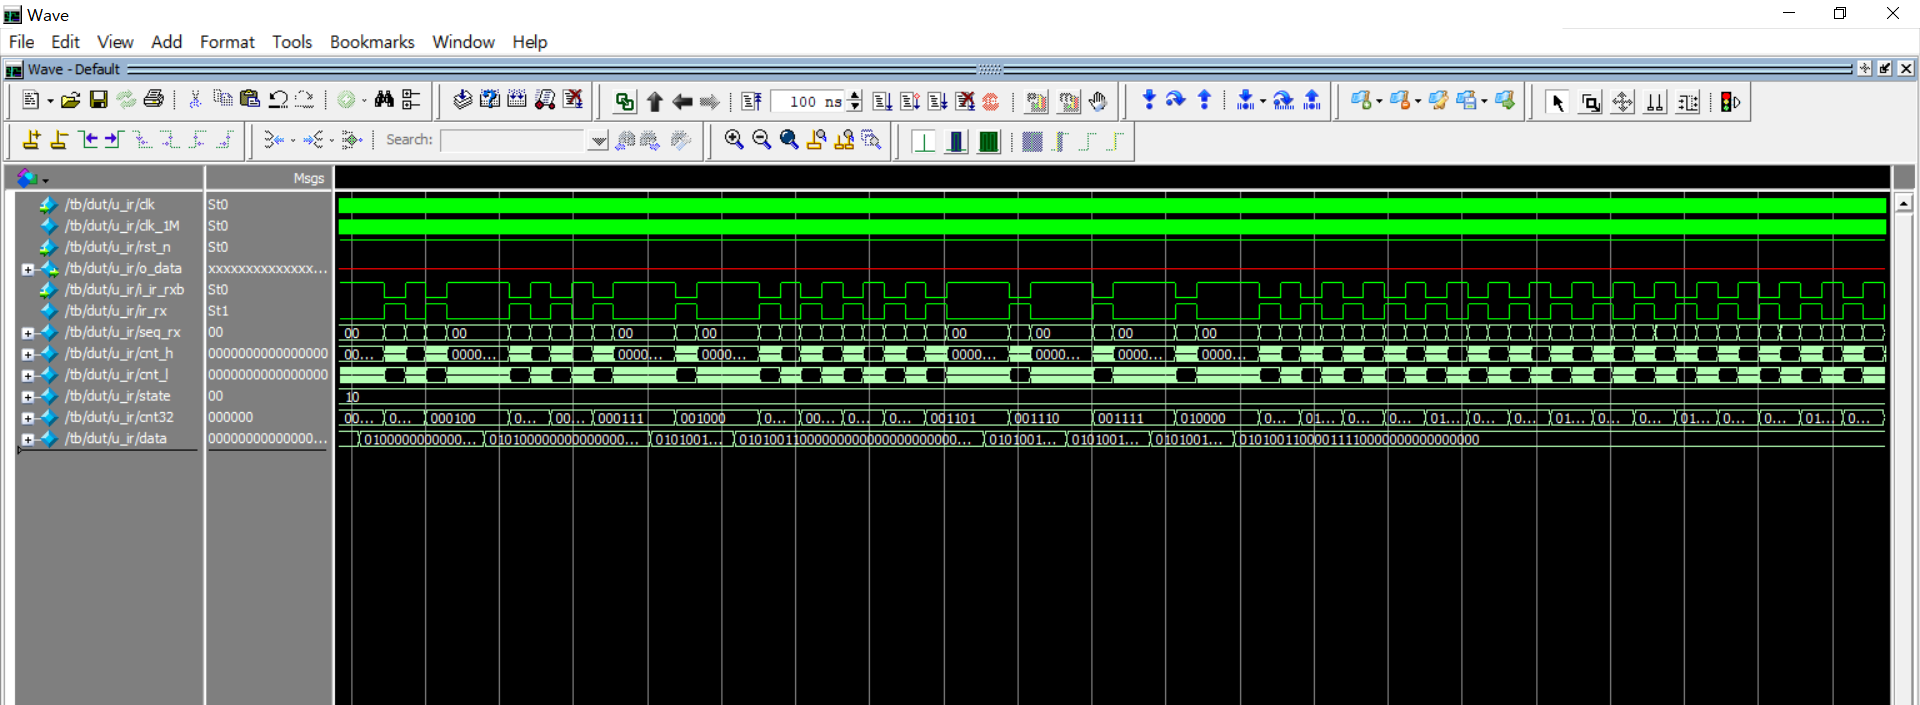 Wave
File Edit View Add Format Tools Bookmarks Window Help
Wave - Default
100 ns
Search:
Msgs
/tb/dut/u_ir/clk St0
/tb/dut/u_ir/clk_1M St0
/tb/dut/u_ir/rst_n St0
/tb/dut/u_ir/o_data xxxxxxxxxxxxxx...
/tb/dut/u_ir/i_ir_rxb St0
/tb/dut/u_ir/ir_rx St1
/tb/dut/u_ir/seq_rx 00 00 00 00 00 00 00 00 00
/tb/dut/u_ir/cnt_h 0000000000000000 00... 0000... 0000... 0000... 0000... 0000... 0000... 0000...
/tb/dut/u_ir/cnt_l 0000000000000000
/tb/dut/u_ir/state 00 10
/tb/dut/u_ir/cnt32 000000 00... 0... 000100 0... 00... 000111 001000 0... 00... 0... 0... 001101 001110 001111 010000 0... 01... 0... 0... 01... 0... 0... 01... 0... 0... 01... 0... 0... 01... 0...
/tb/dut/u_ir/data 00000000000000... 0100000000000... 01010000000000000... 0101001... 0101001100000000000000000000... 0101001... 0101001... 0101001... 01010011000011110000000000000000